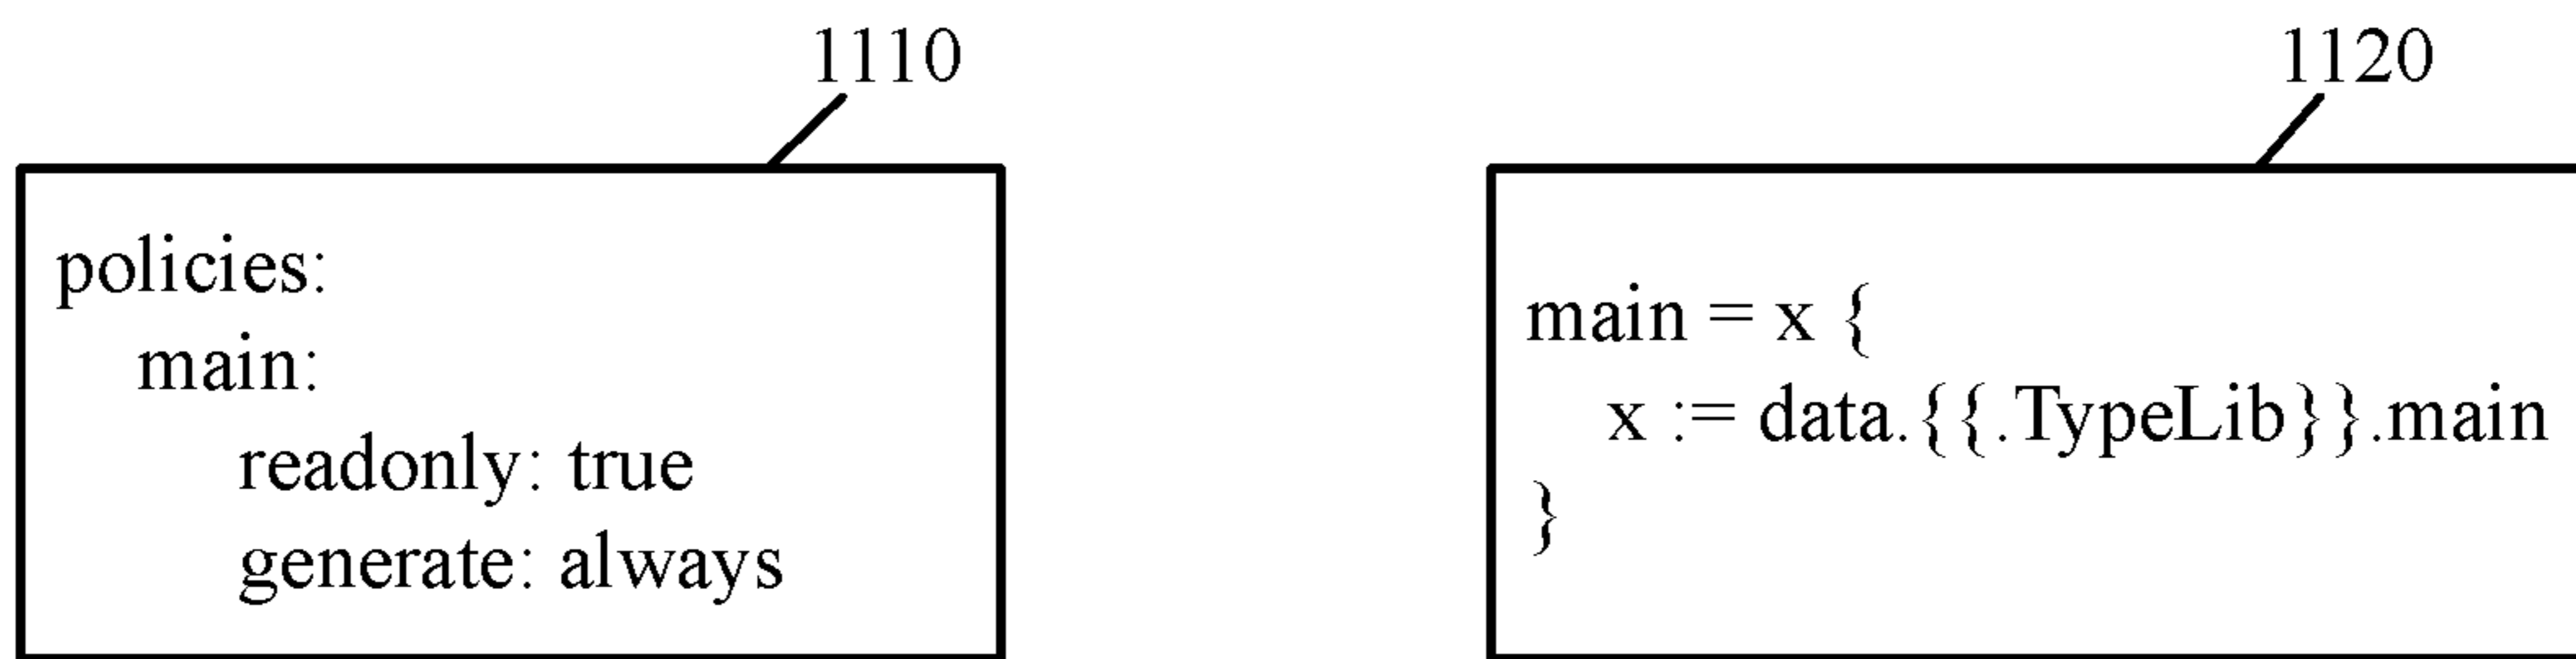 1110
policies:
main:
readonly: true
generate: always
1120
main = x {
x := data.{{.TypeLib}}.main
}